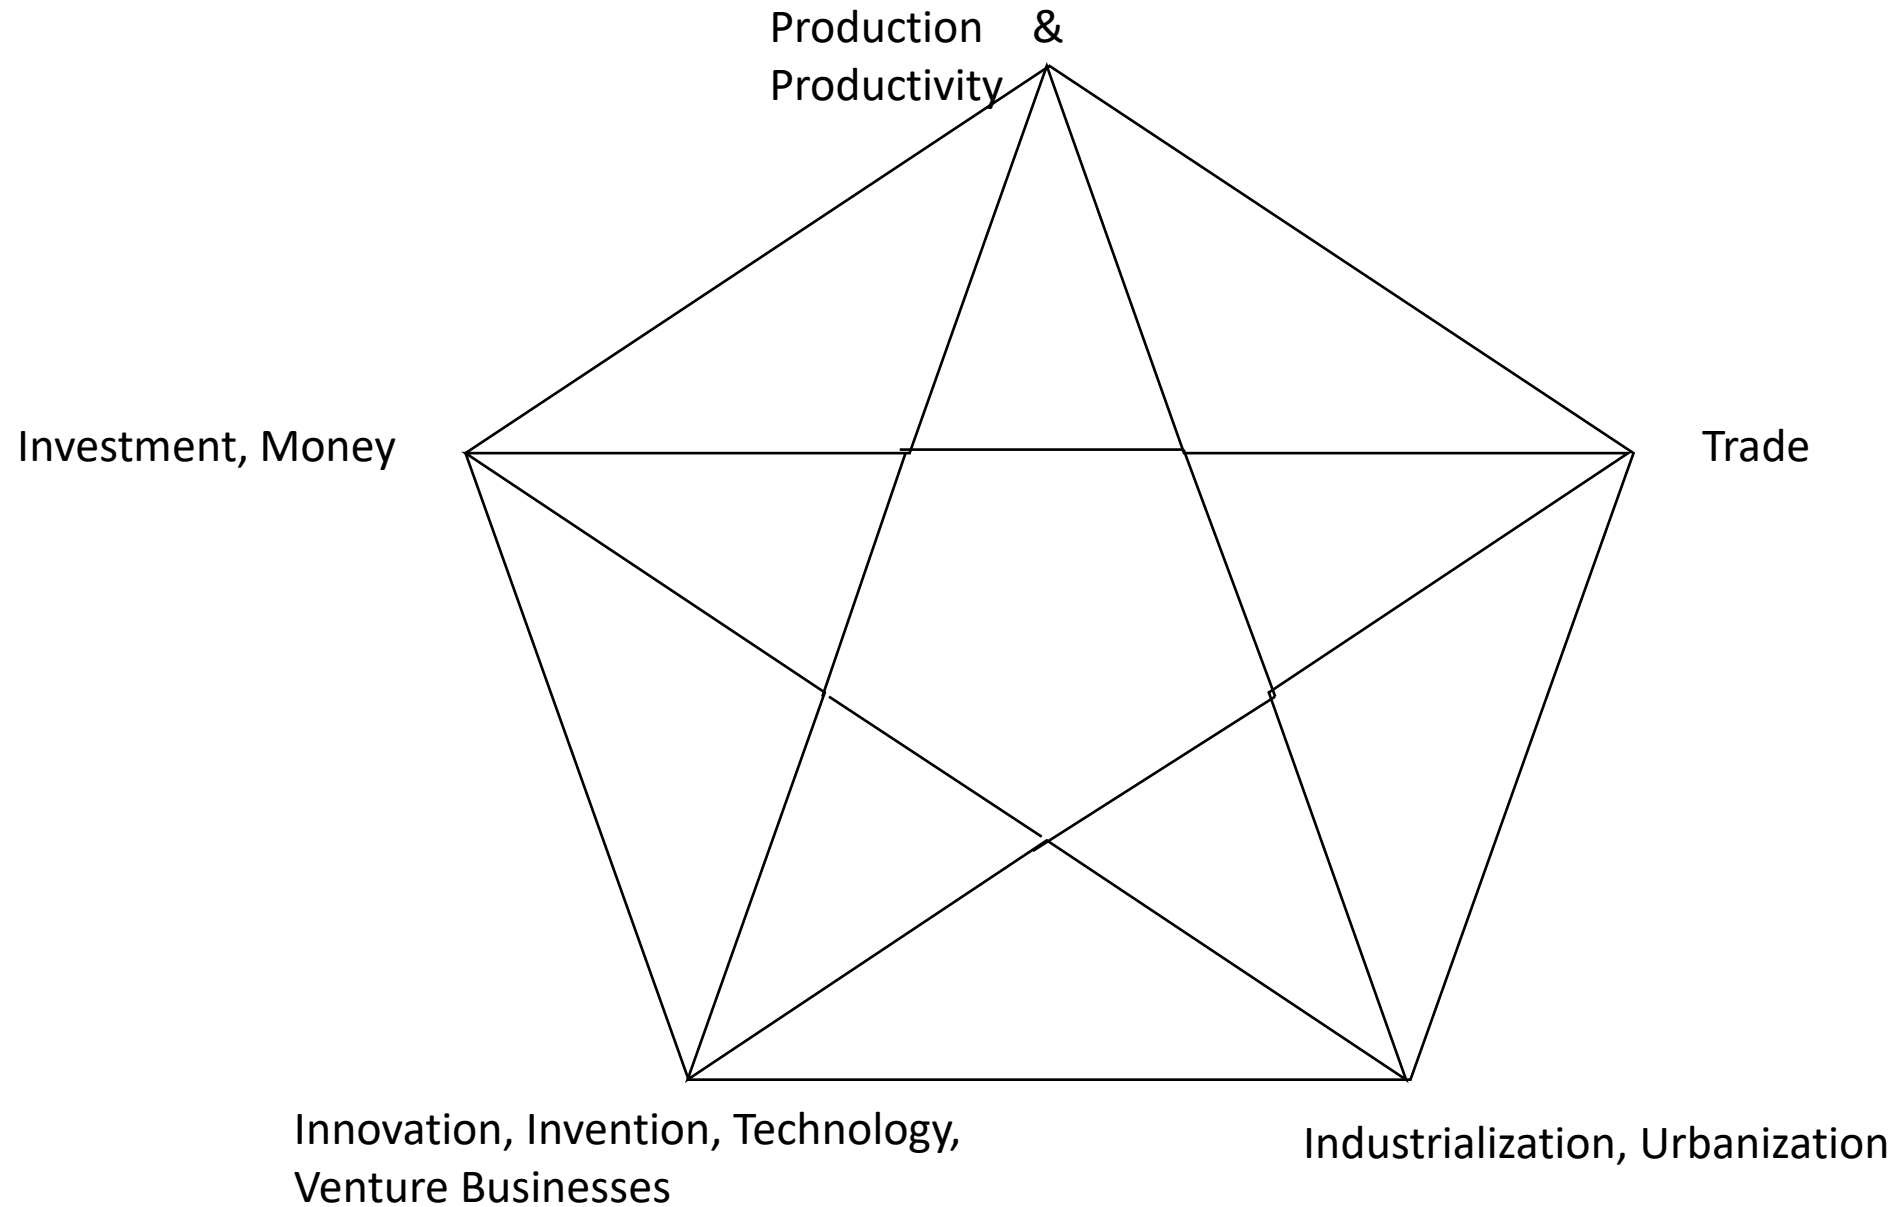 Production &
Productivity
Investment, Money
Trade
Innovation, Invention, Technology,
Venture Businesses
Industrialization, Urbanization